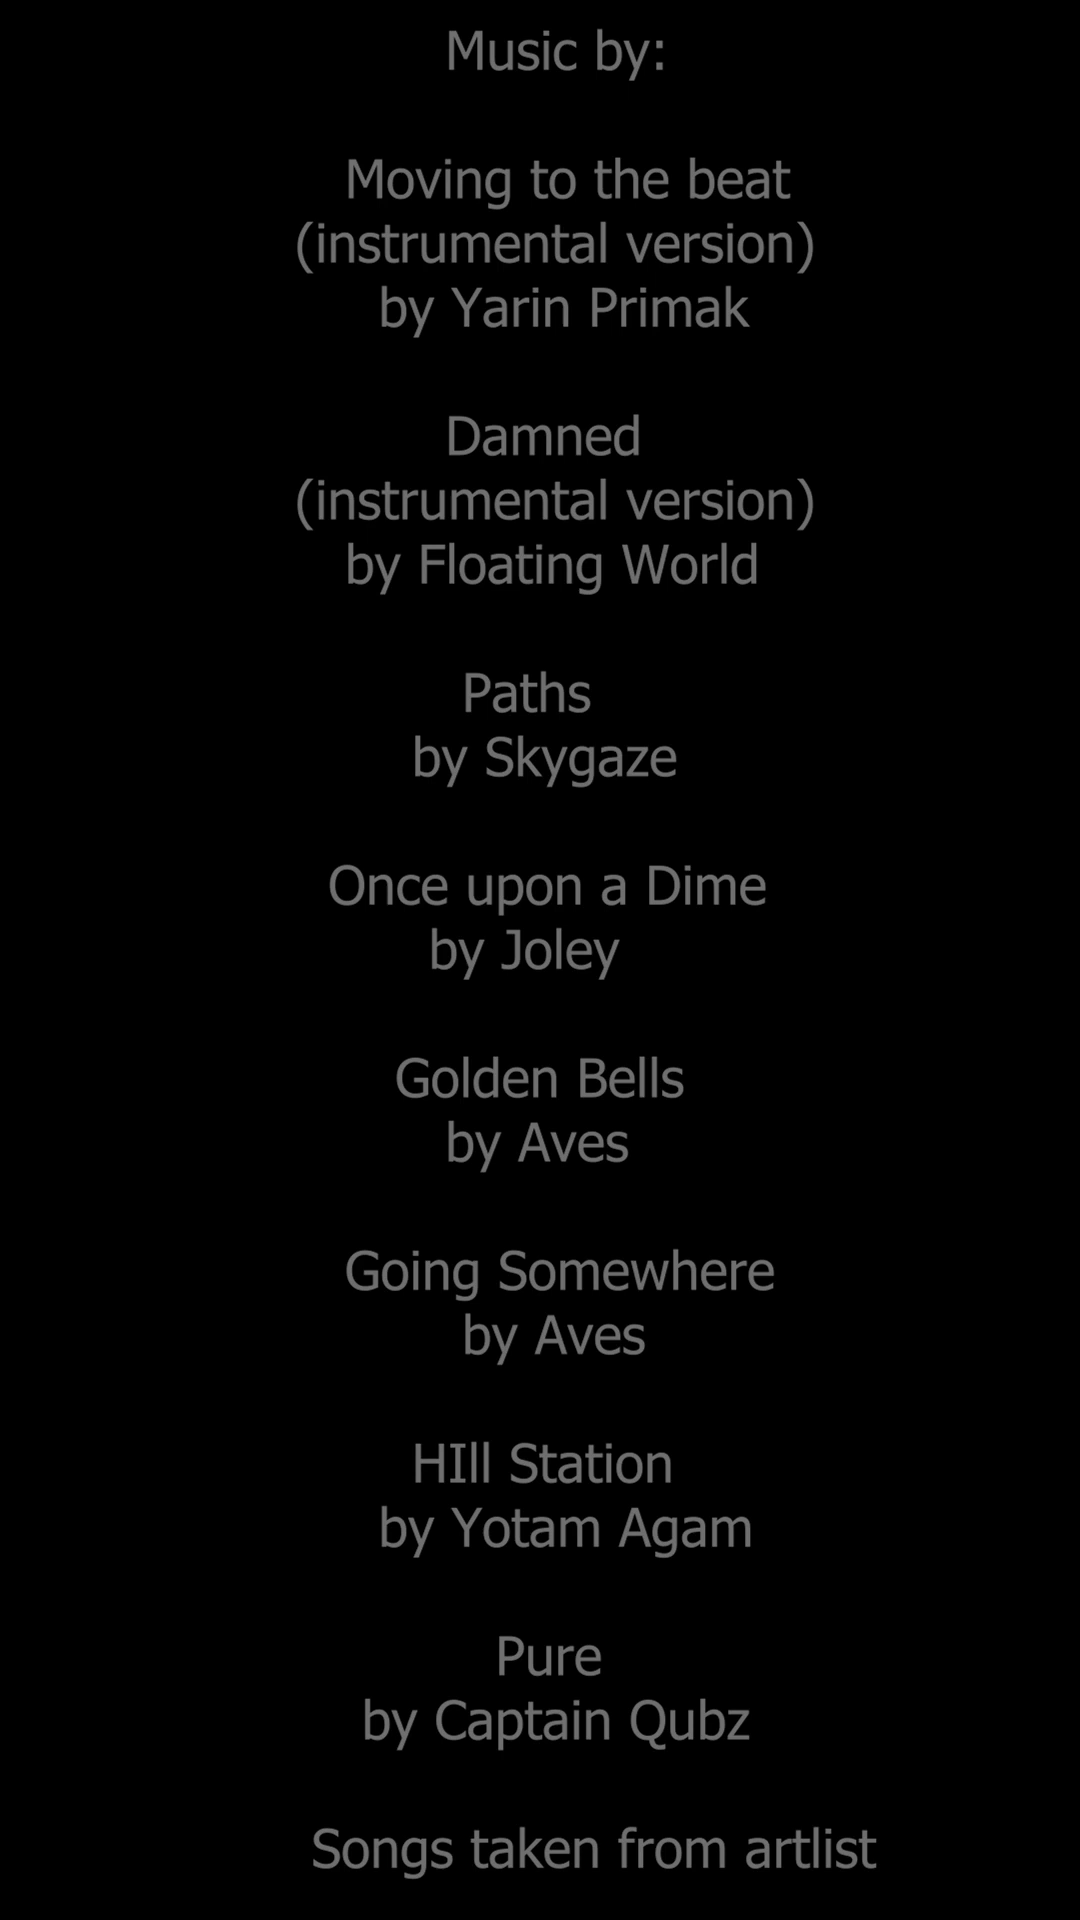 Music by:
Moving to the beat
(instrumental version)
by Yarin Primak
Damned
(instrumental version)
by Floating World
Paths
by Skygaze
Once upon a Dime
by Joley
Golden Bells
by Aves
Going Somewhere
by Aves
HIll Station
by Yotam Agam
Pure
by Captain Qubz
Songs taken from artlist